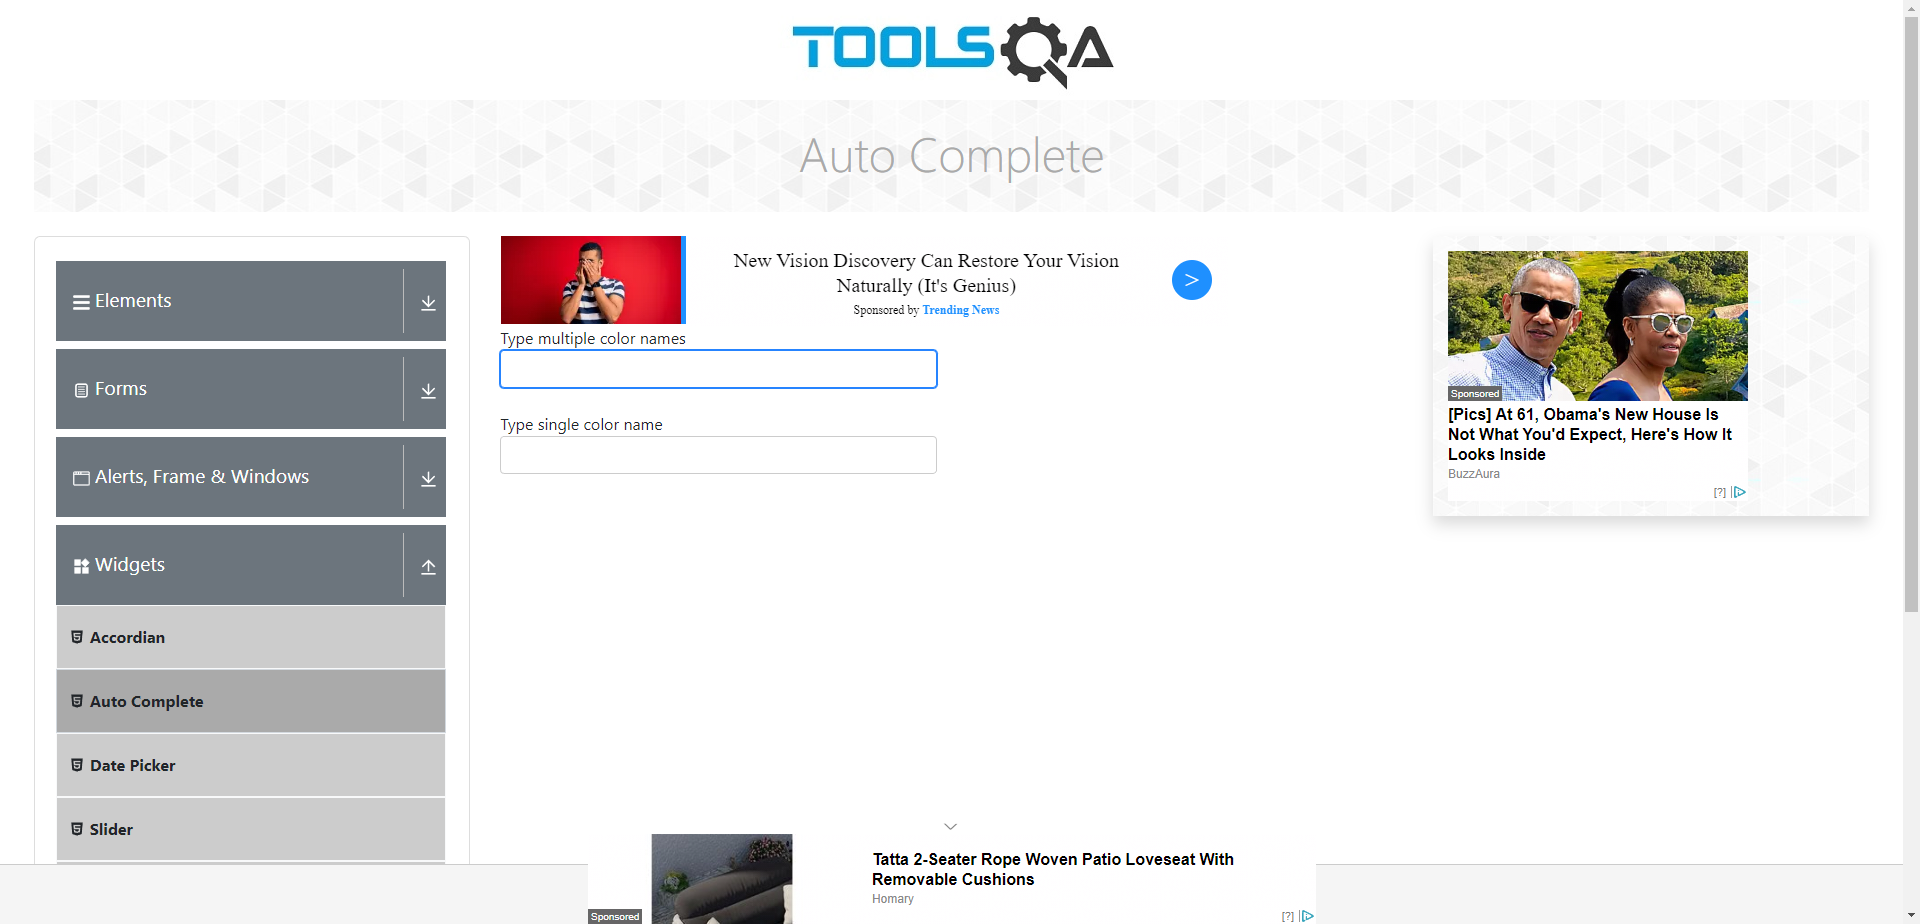 TOOLSQA
Auto Complete
Elements
Forms
Alerts, Frame & Windows
Widgets
Accordian
Auto Complete
Date Picker
Slider
New Vision Discovery Can Restore Your Vision
Naturally (It's Genius)
Sponsored by Trending News
>
Type multiple color names
Type single color name
Sponsored
[Pics] At 61, Obama's New House Is
Not What You'd Expect, Here's How It
Looks Inside
BuzzAura
[?]
Tatta 2-Seater Rope Woven Patio Loveseat With
Removable Cushions
Homary
Sponsored
[?]